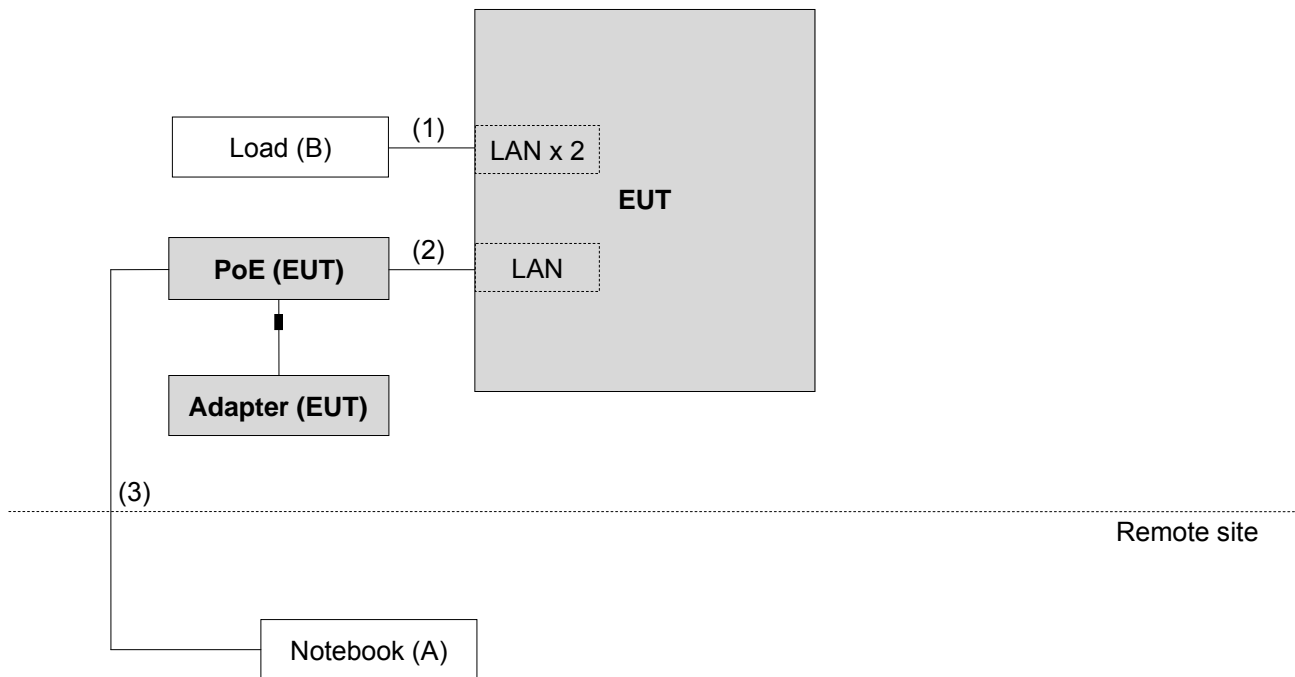 (1)
Load (B)
LAN x 2
EUT
(2)
PoE (EUT)
LAN
Adapter (EUT)
(3)
Remote site
Notebook (A)